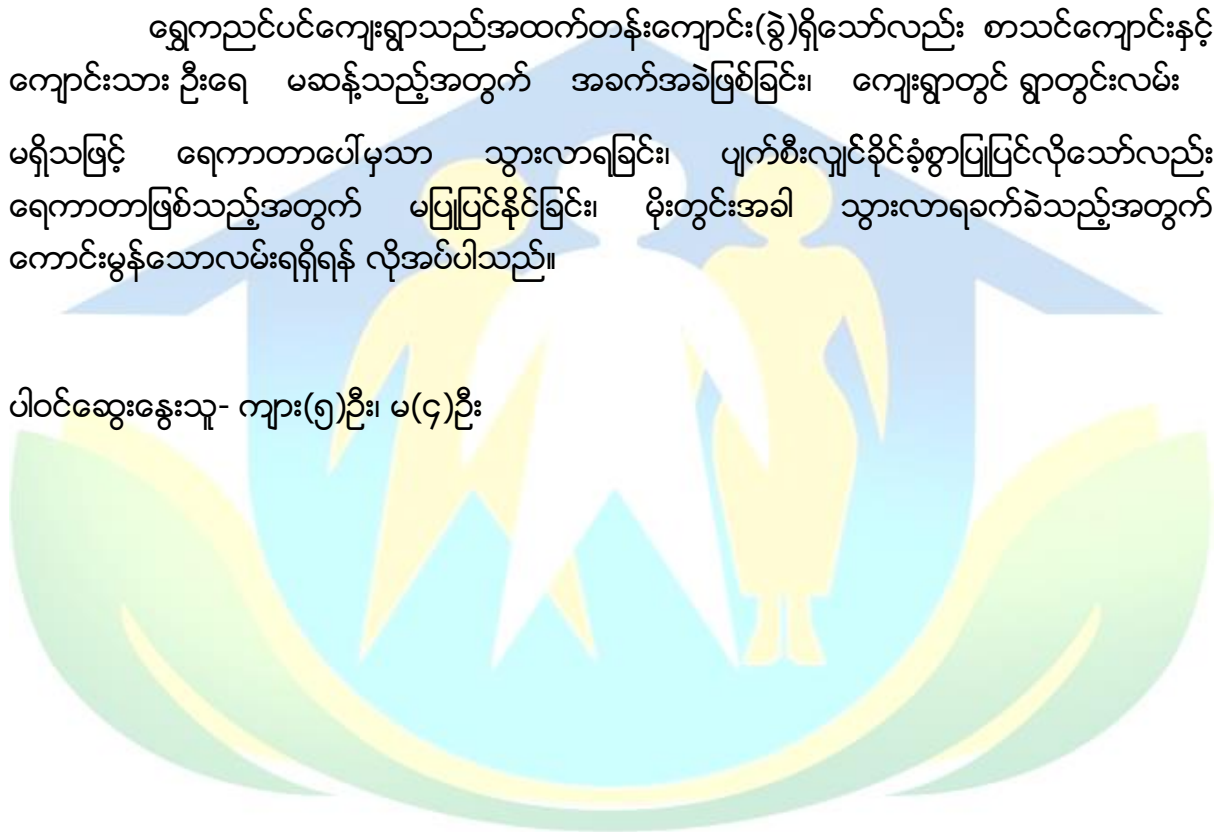 ရွှေကညင်ပင်ကျေးရွာသည်အထက်တန်းကျောင်း(ခွဲ)ရှိသော်လည်း စာသင်ကျောင်းနှင့်
ကျောင်းသား ဦးရေ မဆန့်သည့်အတွက် အခက်အခဲဖြစ်ခြင်း၊ ကျေးရွာတွင် ရွာတွင်းလမ်း
မရှိသဖြင့် ရေကာတာပေါ်မှသာ သွားလာရခြင်း၊ ပျက်စီးလျှင်ခိုင်ခံ့စွာပြုပြင်လိုသော်လည်း
ရေကာတာဖြစ်သည့်အတွက် မပြုပြင်နိုင်ခြင်း၊ မိုးတွင်းအခါ သွားလာရခက်ခဲသည့်အတွက်
ကောင်းမွန်သောလမ်းရရှိရန် လိုအပ်ပါသည်။
ပါဝင်ဆွေးနွေးသူ- ကျား(၅)ဦး၊ မ(၄)ဦး